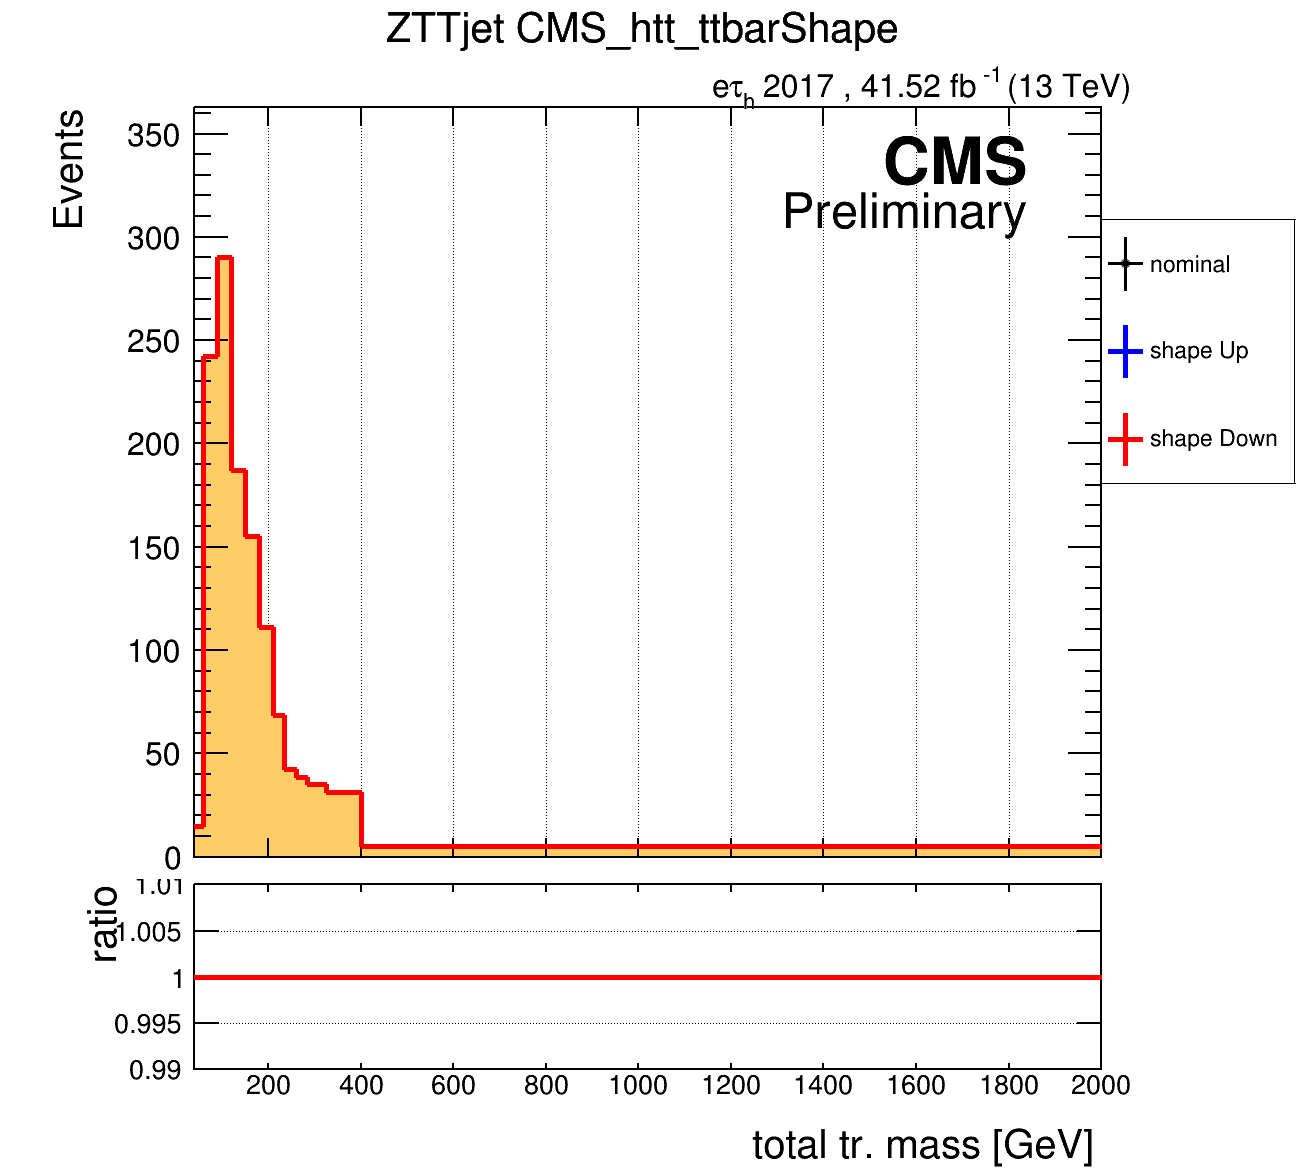 ZTTjet CMS_htt_ttbarShape
eτh 2017 , 41.52 fb -1 (13 TeV)
Events
350
300
250
200
150
100
50
0
CMS
Preliminary
nominal
shape Up
shape Down
ratio
1.01
1.005
1
0.995
0.99
200 400 600 800 1000 1200 1400 1600 1800 2000
total tr. mass [GeV]